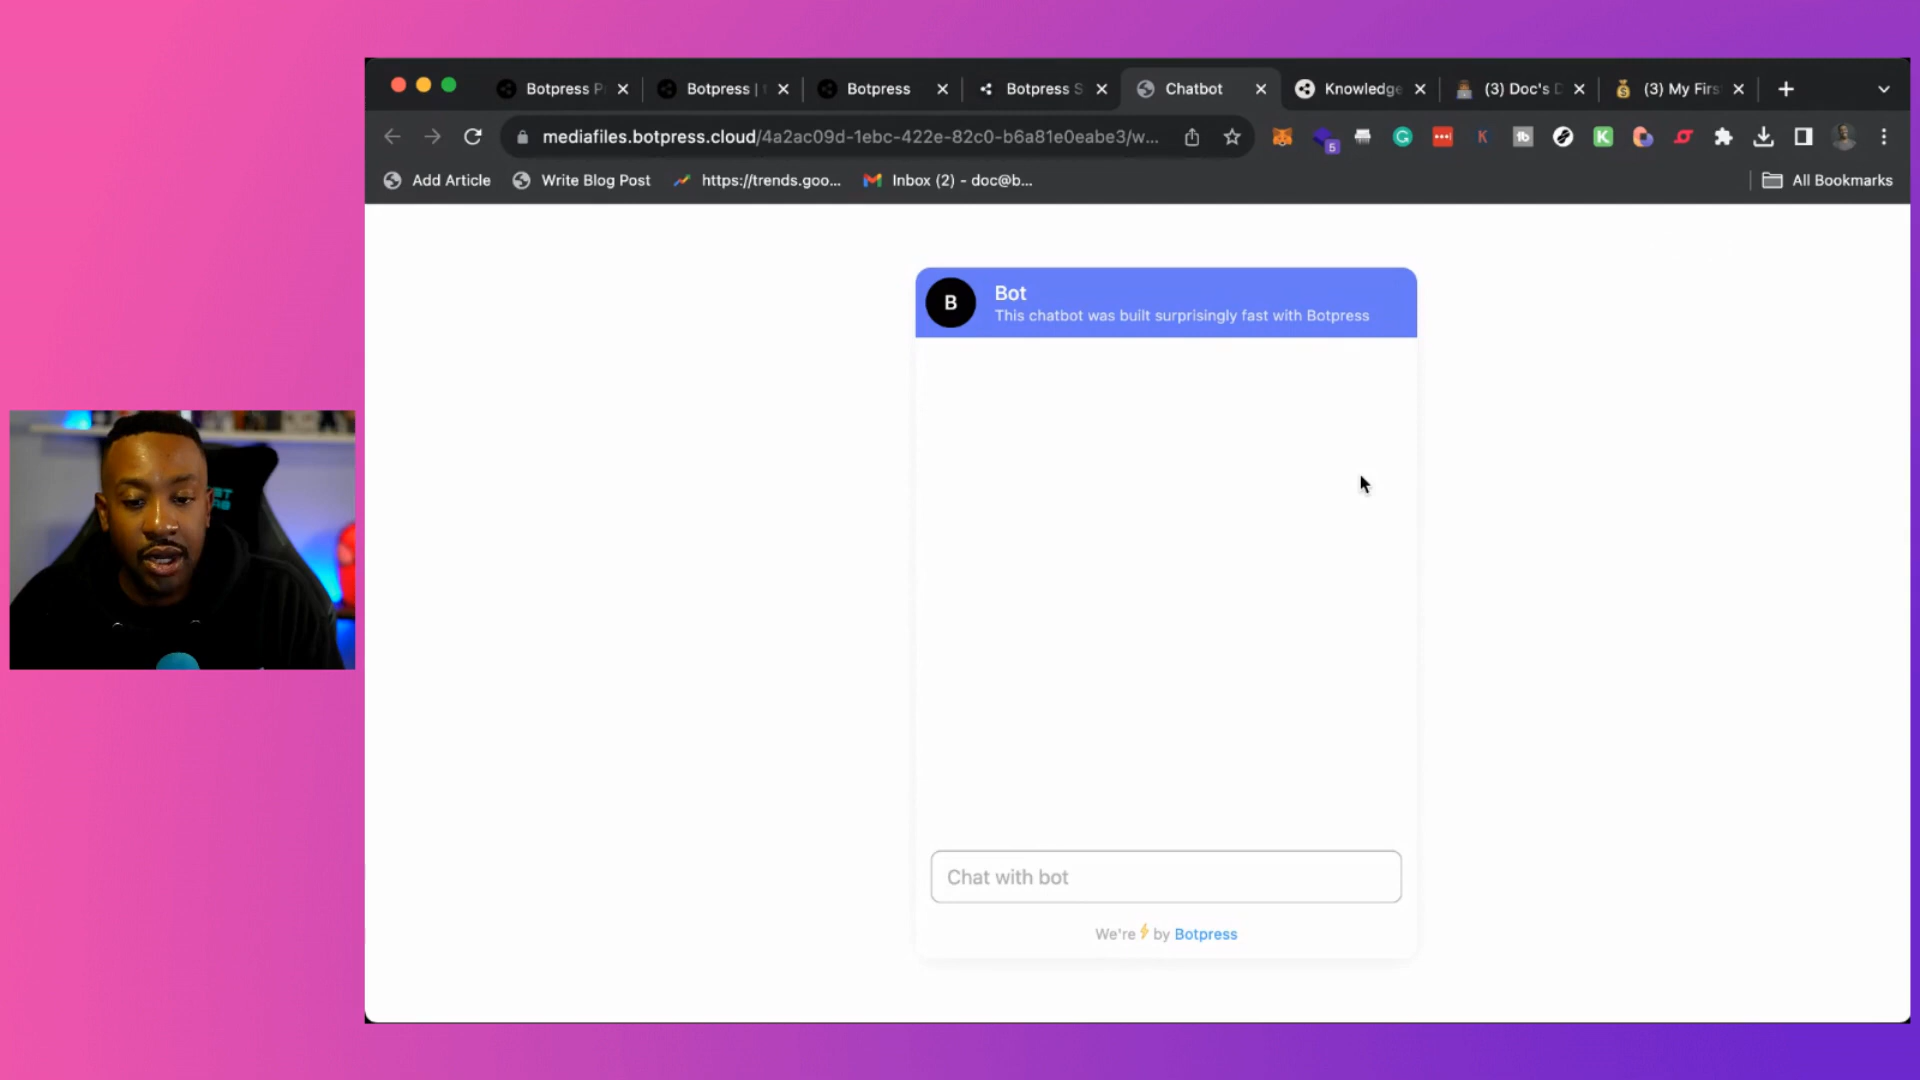 Botpress P
Botpress |
Botpress
Botpress S
Chatbot
Knowledge
(3) Doc's D
(3) My Firs
mediafiles.botpress.cloud/4a2ac09d-1ebc-422e-82c0-b6a81e0eabe3/w...
5
Add Article
Write Blog Post
https://trends.goo...
Inbox (2) - doc@b...
All Bookmarks
B
Bot
This chatbot was built surprisingly fast with Botpress
Chat with bot
We're⚡by Botpress